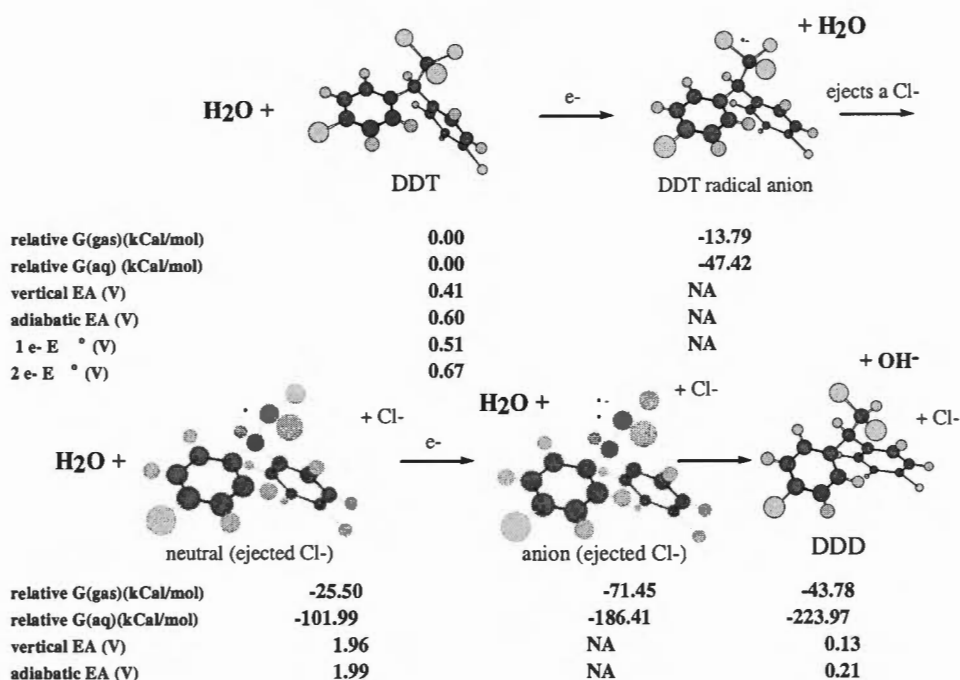 + H2O
H2O +
e-
ejects a Cl-
DDT
DDT radical anion
relative G(gas)(kCal/mol) 0.00 -13.79
relative G(aq) (kCal/mol) 0.00 -47.42
vertical EA (V) 0.41 NA
adiabatic EA (V) 0.60 NA
1 e- E ° (V) 0.51 NA
2 e- E ° (V) 0.67
+ OH-
+ Cl-
H2O +
+ Cl-
+ Cl-
H2O +
e-
neutral (ejected Cl-)
anion (ejected Cl-)
DDD
relative G(gas)(kCal/mol) -25.50 -71.45 -43.78
relative G(aq)(kCal/mol) -101.99 -186.41 -223.97
vertical EA (V) 1.96 NA 0.13
adiabatic EA (V) 1.99 NA 0.21